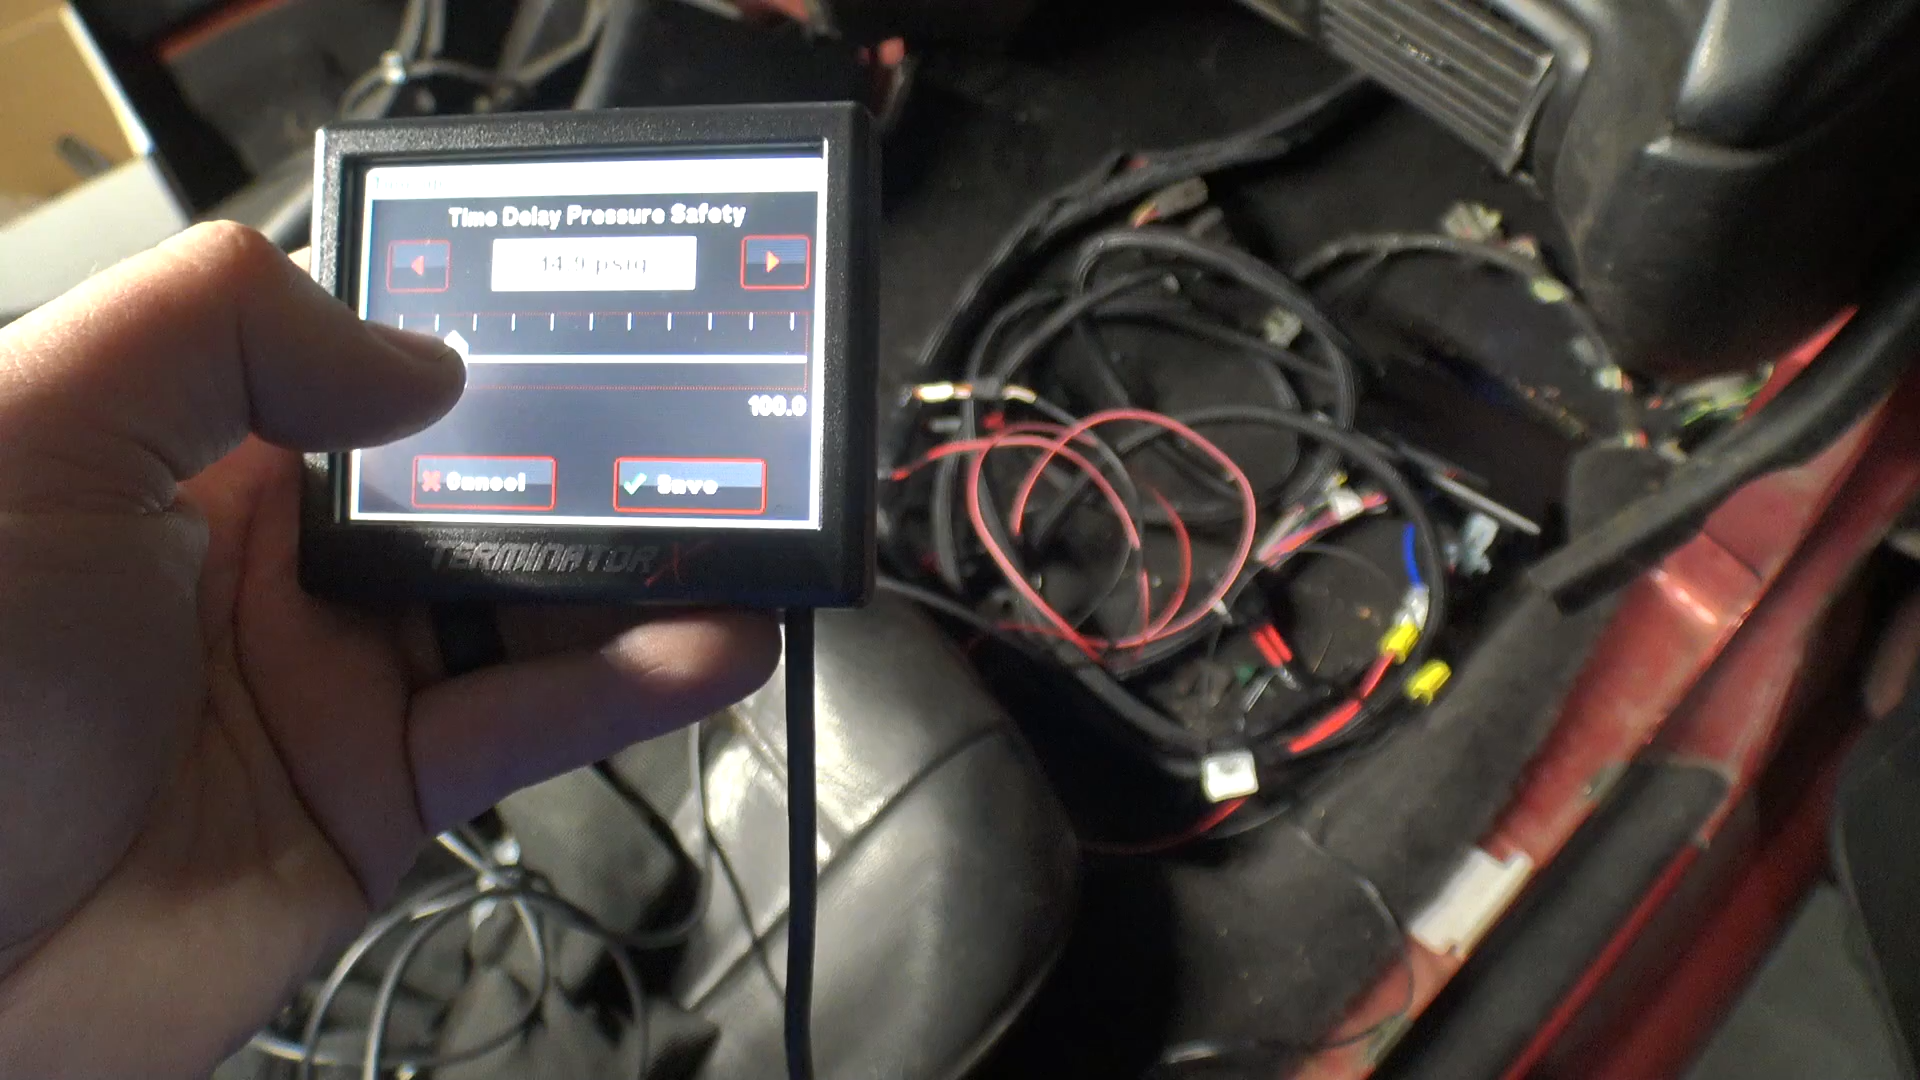 Time Delay Pressure Safety
14.9 psig
100.0
Cancel
Save
TERMINATOR X